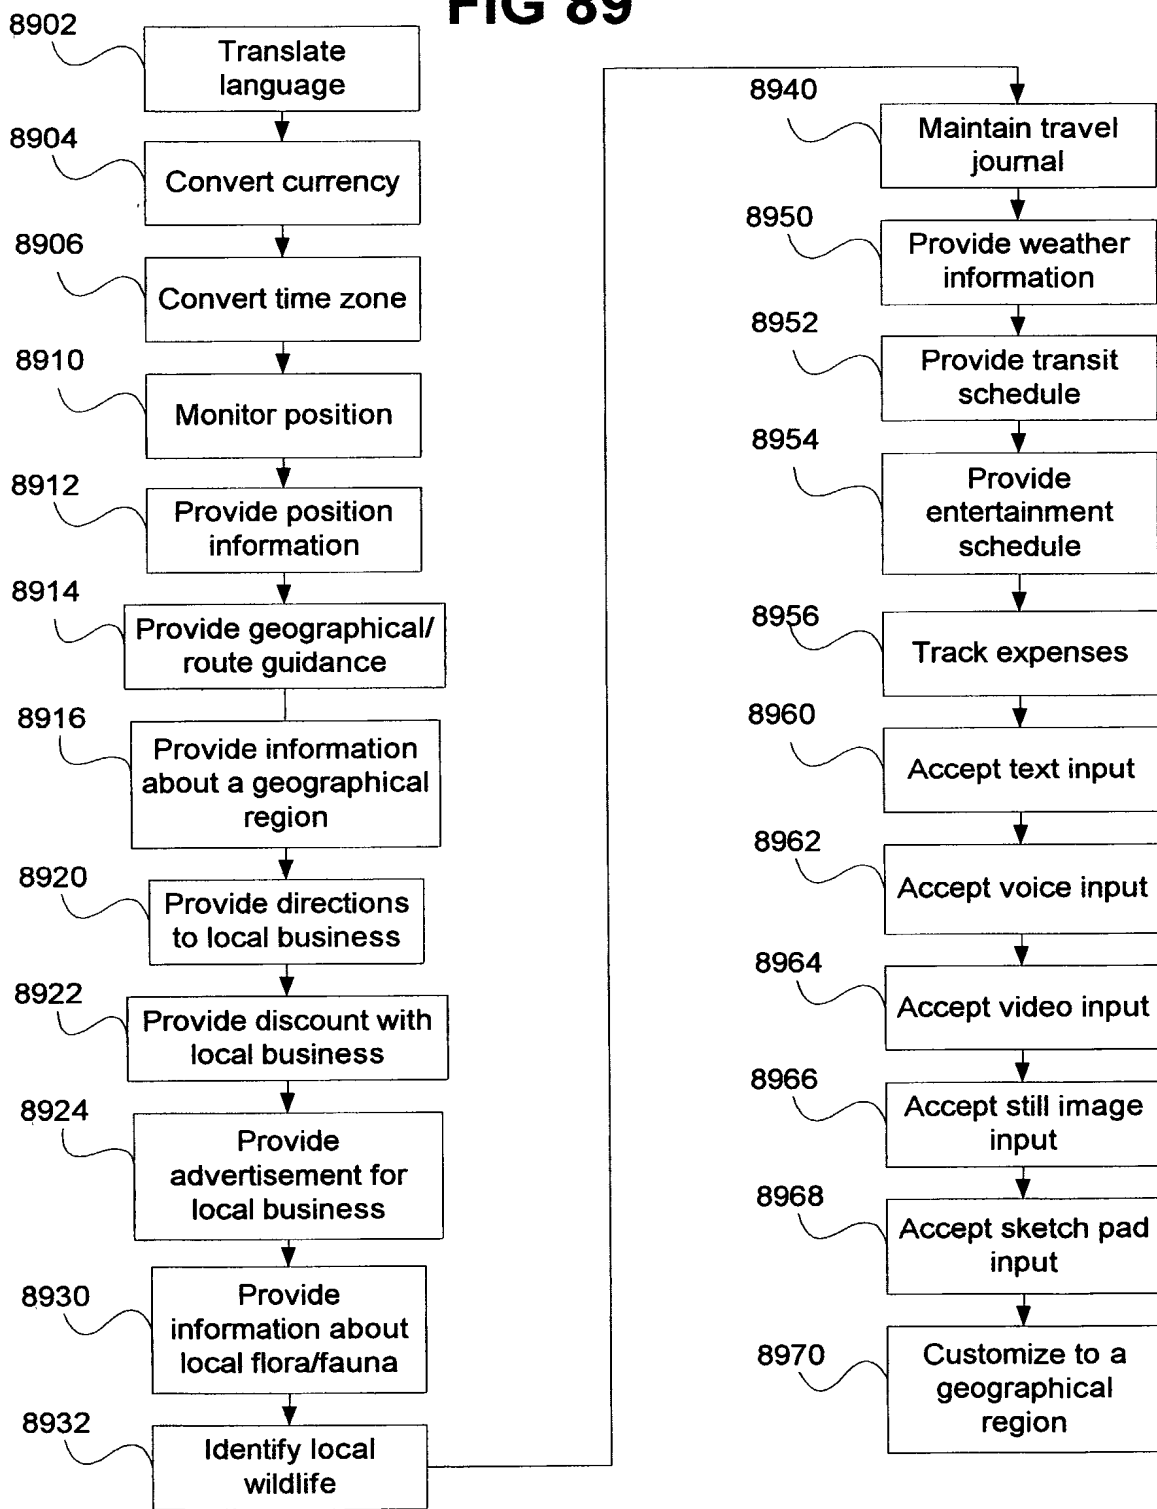 FIG 89
8902
Translate
language
8904
Convert currency
8906
Convert time zone
8910
Monitor position
8912
Provide position
information
8914
Provide geographical/
route guidance
8916
Provide information
about a geographical
region
8920
Provide directions
to local business
8922
Provide discount with
local business
8924
Provide
advertisement for
local business
8930
Provide
information about
local flora/fauna
8932
Identify local
wildlife
8940
Maintain travel
journal
8950
Provide weather
information
8952
Provide transit
schedule
8954
Provide
entertainment
schedule
8956
Track expenses
8960
Accept text input
8962
Accept voice input
8964
Accept video input
8966
Accept still image
input
8968
Accept sketch pad
input
8970
Customize to a
geographical
region